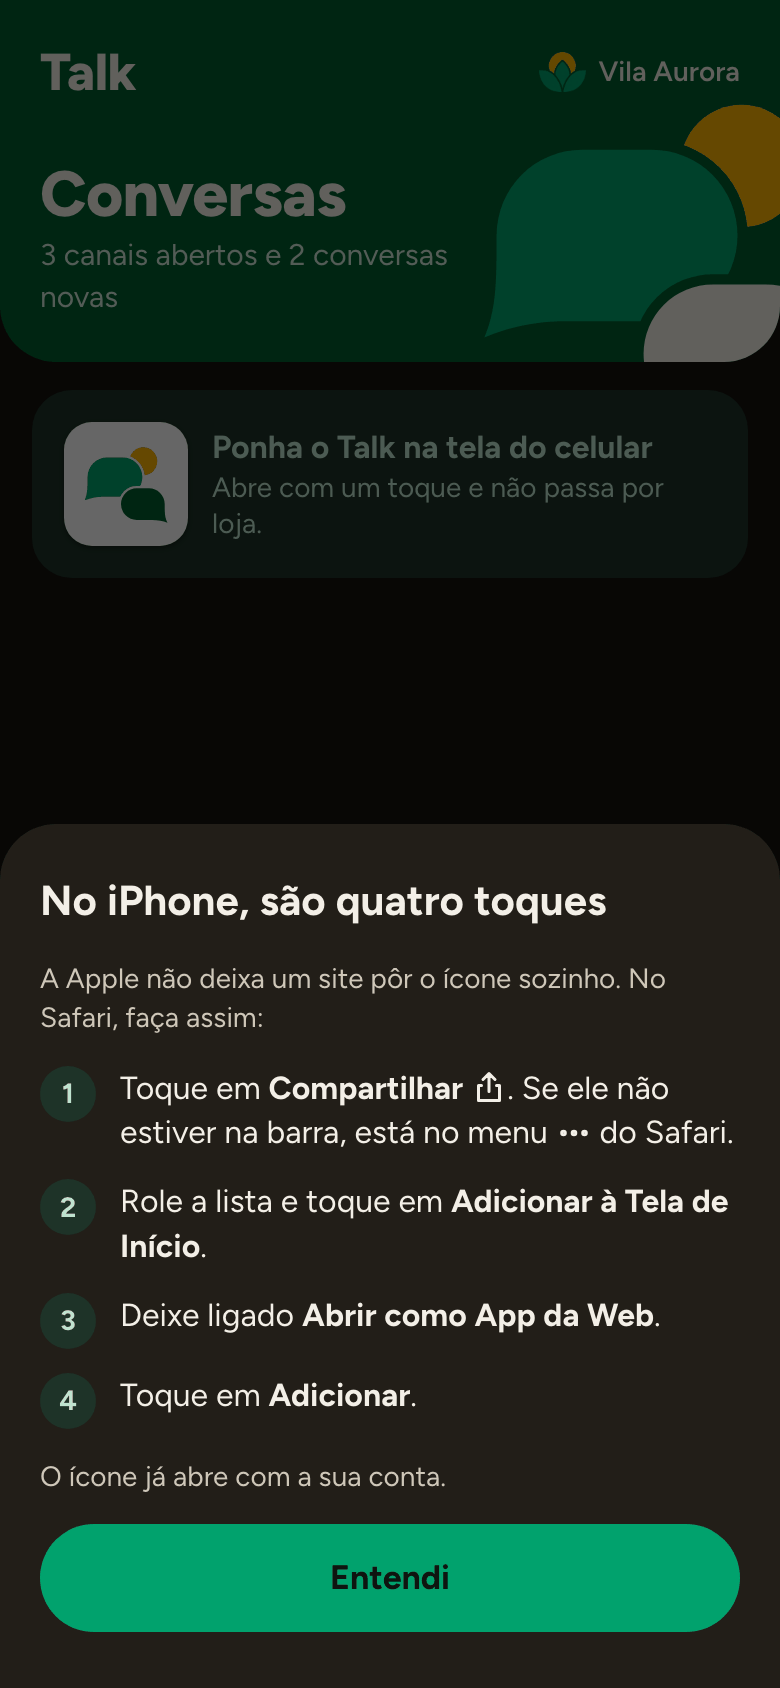 Talk
Vila Aurora
Conversas
3 canais abertos e 2 conversas
novas
Ponha o Talk na tela do celular
Abre com um toque e não passa por
loja.
No iPhone, são quatro toques
A Apple não deixa um site pôr o ícone sozinho. No
Safari, faça assim:
1 Toque em Compartilhar . Se ele não
estiver na barra, está no menu ••• do Safari.
2 Role a lista e toque em Adicionar à Tela de
Início.
3 Deixe ligado Abrir como App da Web.
4 Toque em Adicionar.
O ícone já abre com a sua conta.
Entendi